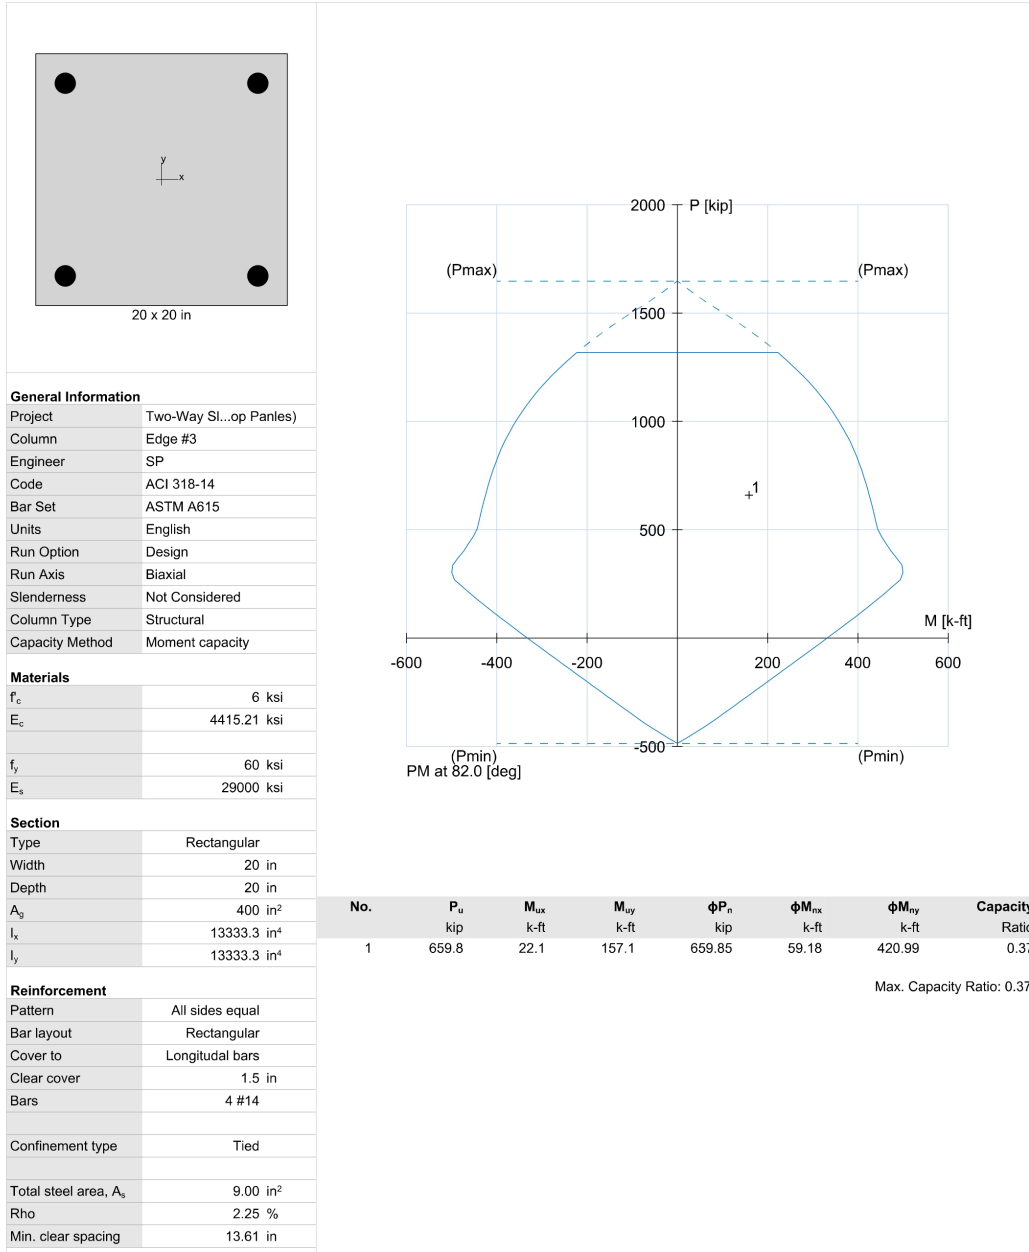 y
x
20 x 20 in
General Information
Project Two-Way Sl...op Panles)
Column Edge #3
Engineer SP
Code ACI 318-14
Bar Set ASTM A615
Units English
Run Option Design
Run Axis Biaxial
Slenderness Not Considered
Column Type Structural
Capacity Method Moment capacity
Materials
f'c 6 ksi
Ec 4415.21 ksi
fy 60 ksi
Es 29000 ksi
Section
Type Rectangular
Width 20 in
Depth 20 in
Ag 400 in²
Ix 13333.3 in⁴
Iy 13333.3 in⁴
Reinforcement
Pattern All sides equal
Bar layout Rectangular
Cover to Longitudal bars
Clear cover 1.5 in
Bars 4 #14
Confinement type Tied
Total steel area, As 9.00 in²
Rho 2.25 %
Min. clear spacing 13.61 in
2000 P [kip]
(Pmax) (Pmax)
1500
1000
1
500
M [k-ft]
-600 -400 -200 200 400 600
-500
(Pmin) (Pmin)
PM at 82.0 [deg]
No. Pu Mux Muy ϕPn ϕMnx ϕMny Capacity
kip k-ft k-ft kip k-ft k-ft Ratio
1 659.8 22.1 157.1 659.85 59.18 420.99 0.37
Max. Capacity Ratio: 0.37